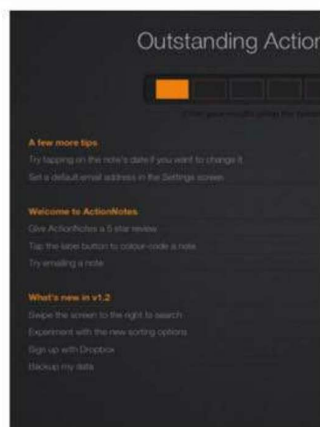 Outstanding Action
A few more tips
Try tapping on the note's date if you want to change it
Set a default email address in the Settings screen
Welcome to ActionNotes
Give ActionNotes a 5 star review
Tap the label button to colour-code a note
Try emailing a note
What's new in v1.2
Swipe the screen to the right to search
Experiment with the new sorting options
Sign up with Dropbox
Backup my data